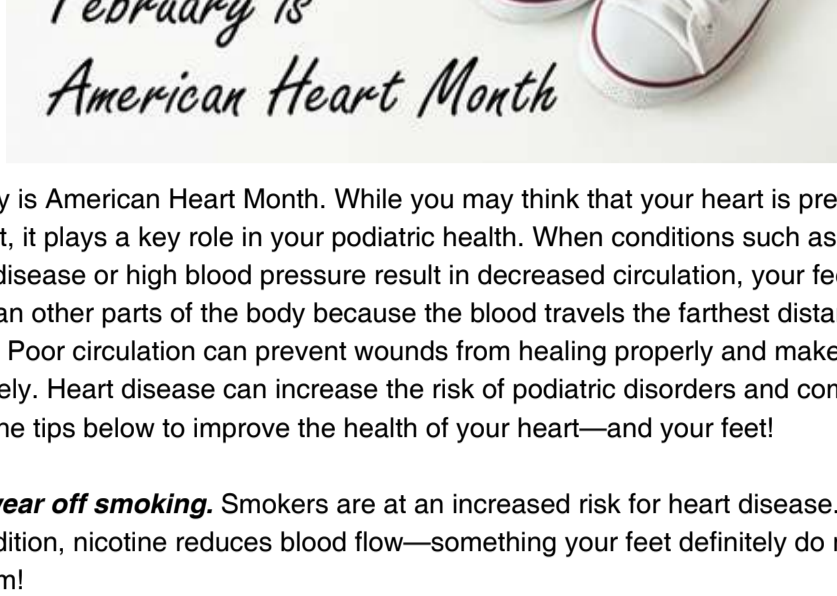 February is
American Heart Month
y is American Heart Month. While you may think that your heart is pre
t, it plays a key role in your podiatric health. When conditions such as
disease or high blood pressure result in decreased circulation, your fe
an other parts of the body because the blood travels the farthest dista
Poor circulation can prevent wounds from healing properly and make
ely. Heart disease can increase the risk of podiatric disorders and con
he tips below to improve the health of your heart—and your feet!
year off smoking. Smokers are at an increased risk for heart disease.
dition, nicotine reduces blood flow—something your feet definitely do
m!